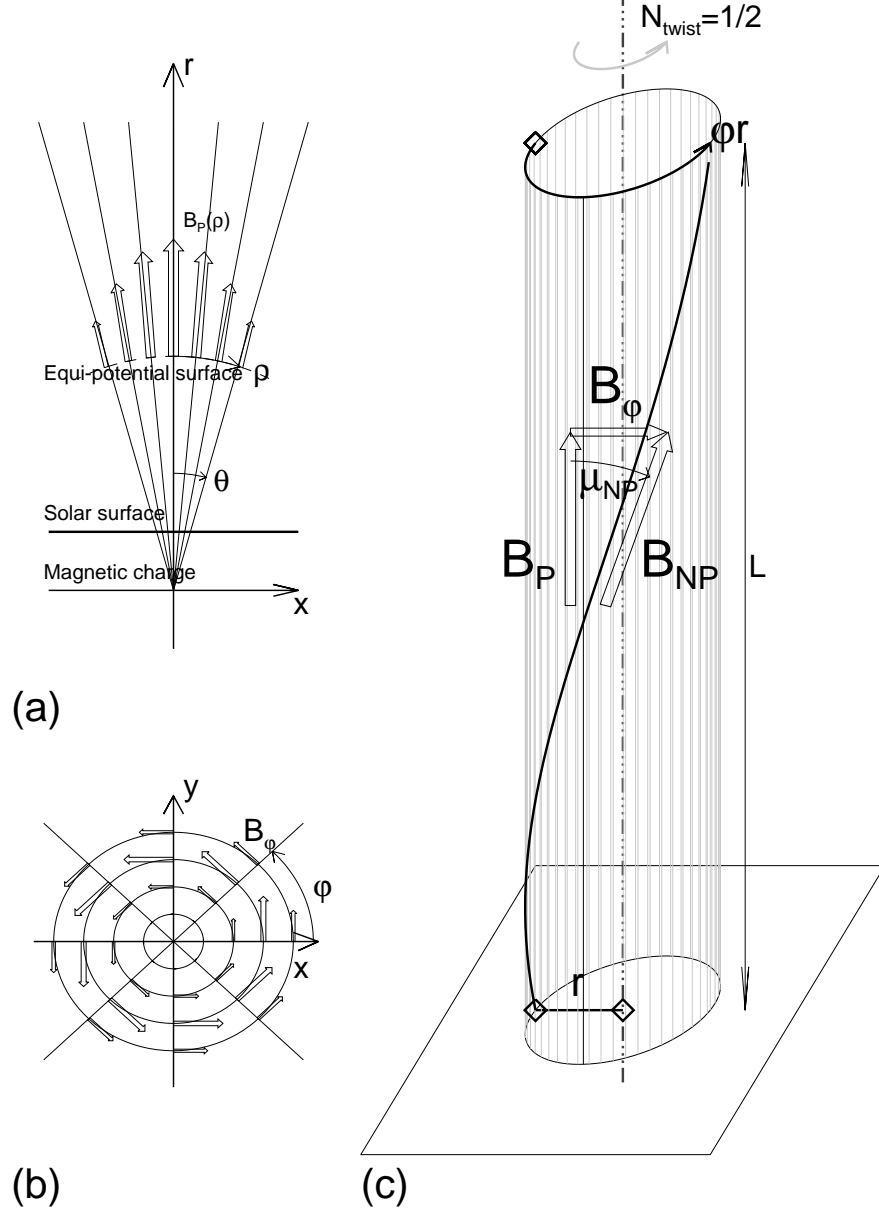 r
B_P(ρ)
Equi-potential surface
ρ
θ
Solar surface
Magnetic charge
x
(a)
y
B_φ
φ
x
(b)
N_twist=1/2
φr
B_φ
μ_NP
B_P
B_NP
L
r
(c)